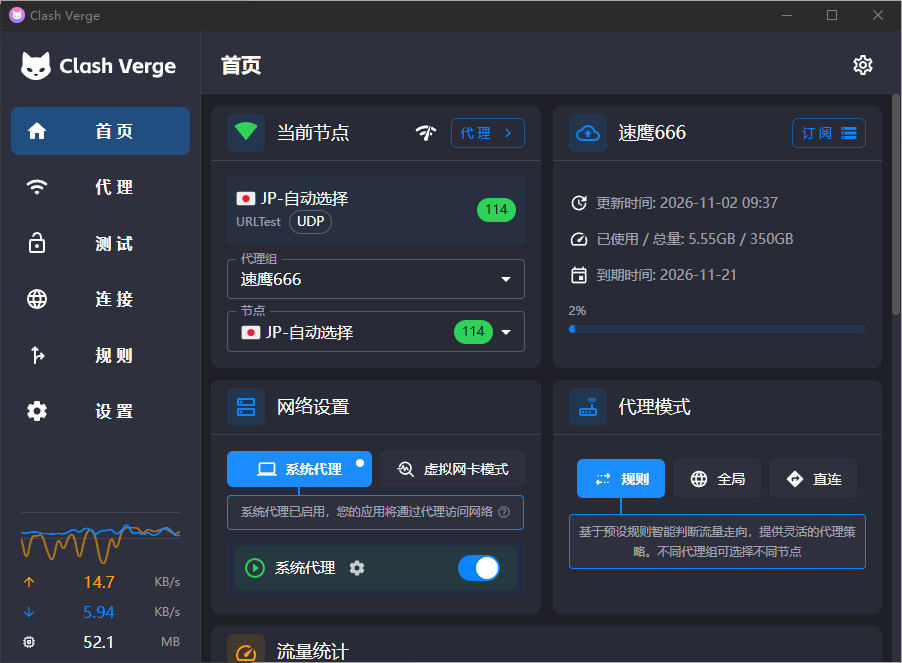 Clash Verge
Clash Verge
首页
代理
测试
连接
规则
设置
14.7 KB/s
5.94 KB/s
52.1 MB
首页
当前节点
代理
JP-自动选择
URLTest UDP
114
代理组
速鹰666
节点
JP-自动选择
114
速鹰666
订阅
更新时间: 2026-11-02 09:37
已使用 / 总量: 5.55GB / 350GB
到期时间: 2026-11-21
2%
网络设置
系统代理
虚拟网卡模式
系统代理已启用，您的应用将通过代理访问网络
系统代理
代理模式
规则
全局
直连
基于预设规则智能判断流量走向，提供灵活的代理策
略。不同代理组可选择不同节点
流量统计